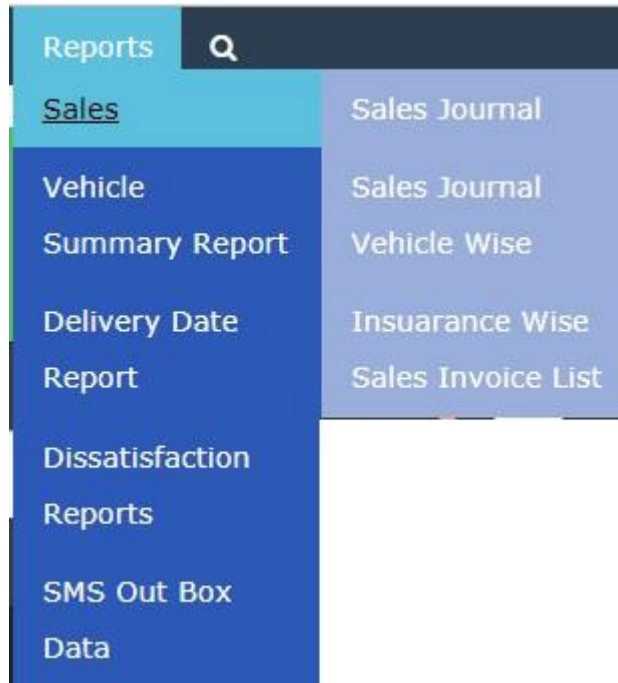 Reports
Sales
Vehicle
Summary Report
Delivery Date
Report
Dissatisfaction
Reports
SMS Out Box
Data
Sales Journal
Sales Journal
Vehicle Wise
Insuarance Wise
Sales Invoice List